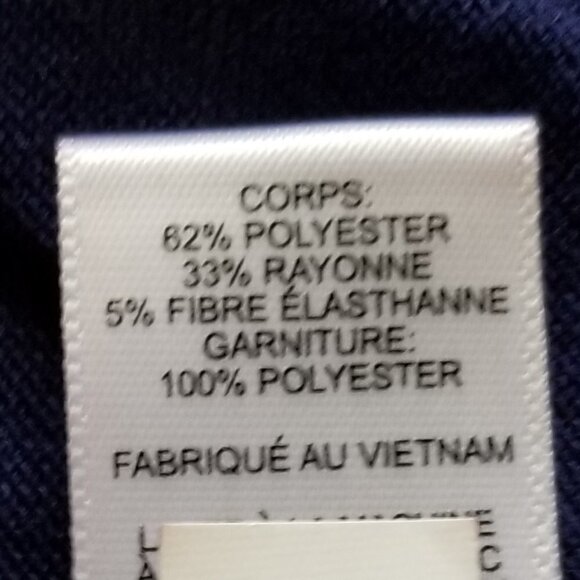 CORPS:
62% POLYESTER
33% RAYONNE
5% FIBRE ÉLASTHANNE
GARNITURE:
100% POLYESTER
FABRIQUÉ AU VIETNAM